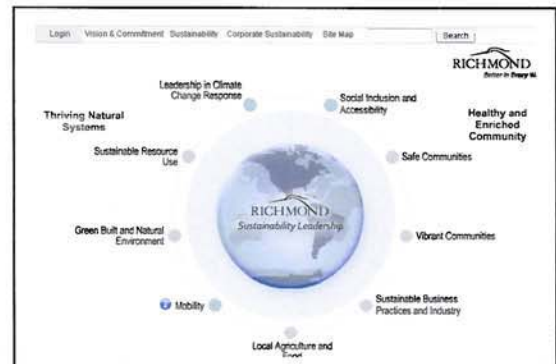 Login Vision & Commitment Sustainability Corporate Sustainability Site Map Search
RICHMOND
Better in Every Way
Leadership in Climate
Change Response
Social Inclusion and
Accessibility
Thriving Natural
Systems
Healthy and
Enriched
Community
Sustainable Resource
Use
Safe Communities
RICHMOND
Sustainability Leadership
Green Built and Natural
Environment
Vibrant Communities
Mobility
Sustainable Business
Practices and Industry
Local Agriculture and
Food